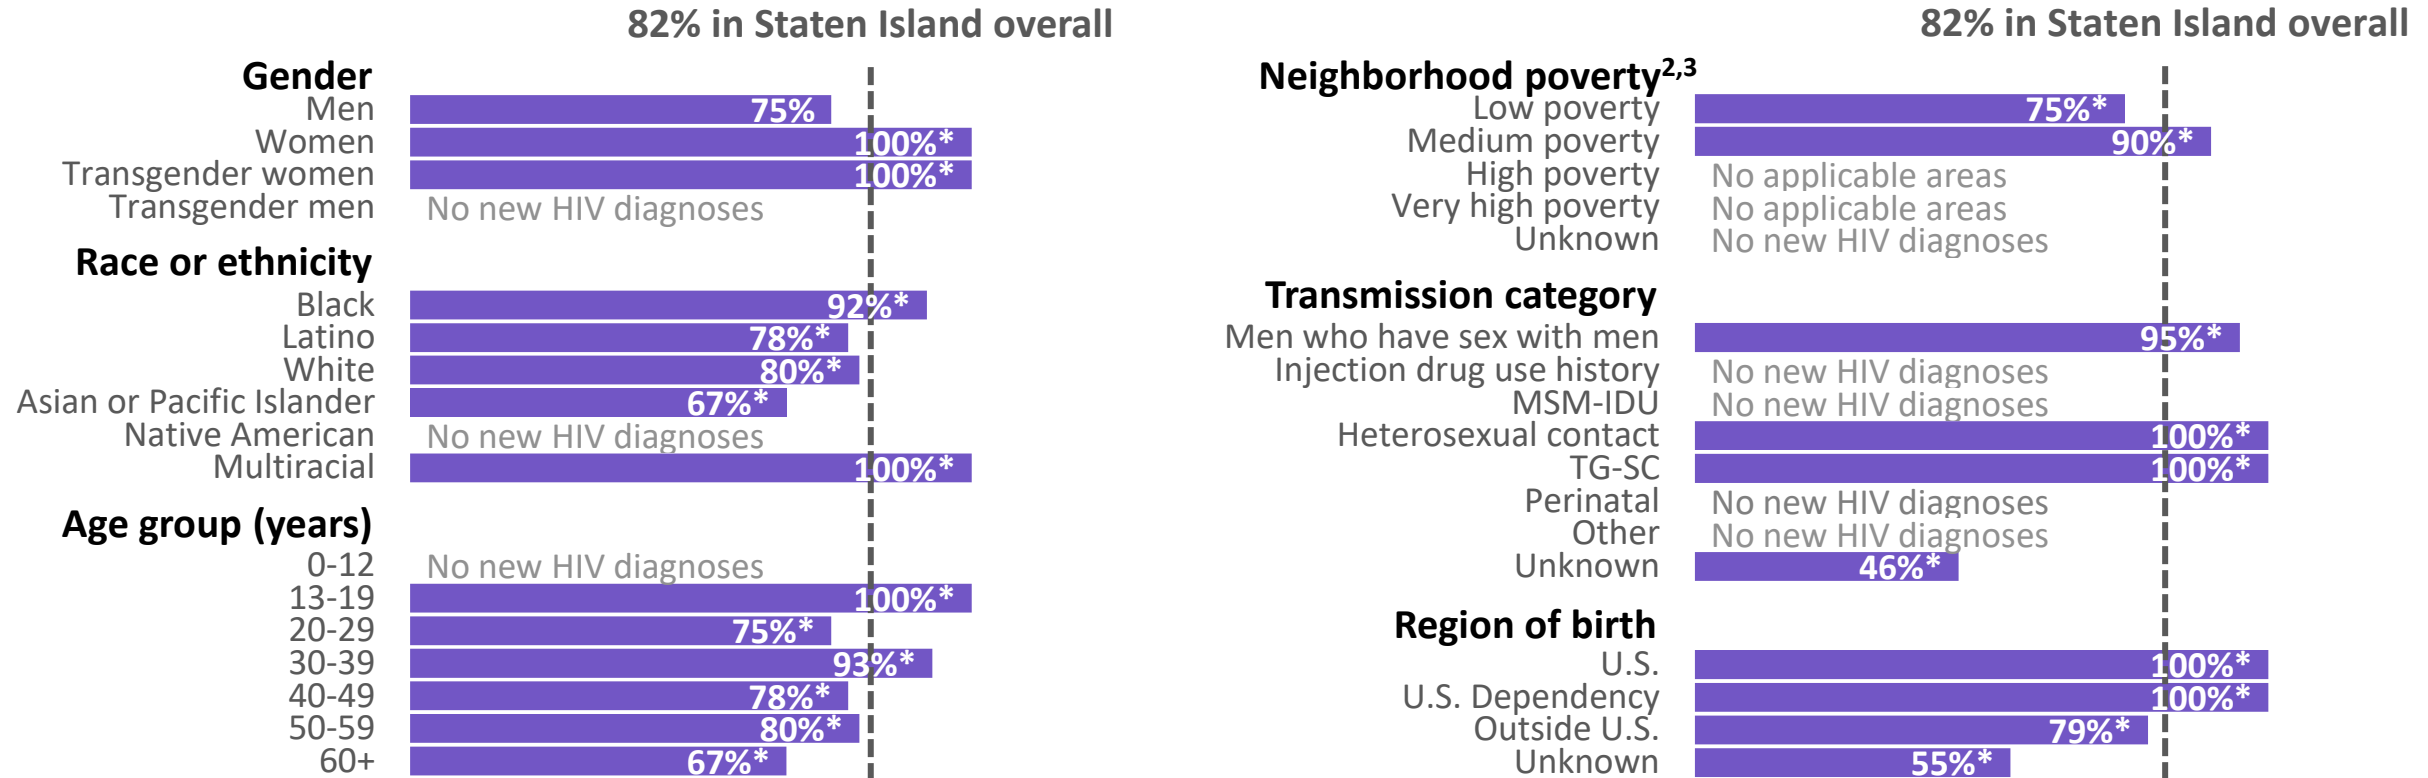 82% in Staten Island overall
Gender
Men 75%
Women 100%*
Transgender women 100%*
Transgender men No new HIV diagnoses
Race or ethnicity
Black 92%*
Latino 78%*
White 80%*
Asian or Pacific Islander 67%*
Native American No new HIV diagnoses
Multiracial 100%*
Age group (years)
0-12 No new HIV diagnoses
13-19 100%*
20-29 75%*
30-39 93%*
40-49 78%*
50-59 80%*
60+ 67%*
82% in Staten Island overall
Neighborhood poverty2,3
Low poverty 75%*
Medium poverty 90%*
High poverty No applicable areas
Very high poverty No applicable areas
Unknown No new HIV diagnoses
Transmission category
Men who have sex with men 95%*
Injection drug use history No new HIV diagnoses
MSM-IDU No new HIV diagnoses
Heterosexual contact 100%*
TG-SC 100%*
Perinatal No new HIV diagnoses
Other No new HIV diagnoses
Unknown 46%*
Region of birth
U.S. 100%*
U.S. Dependency 100%*
Outside U.S. 79%*
Unknown 55%*